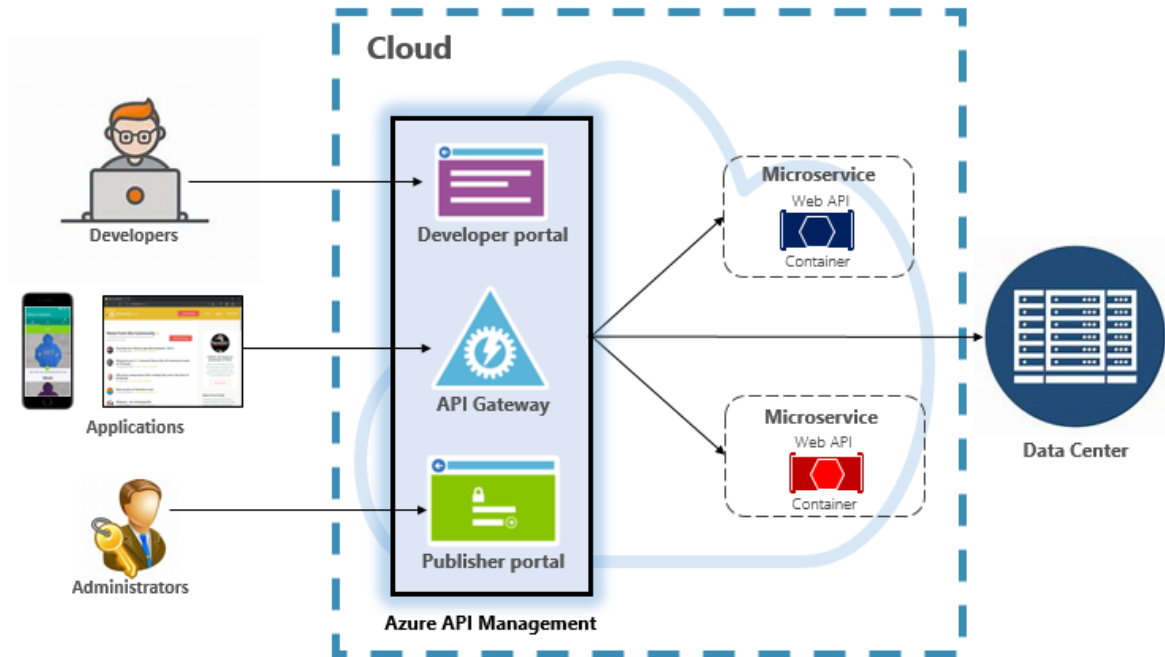 Cloud
Developers
Developer portal
Microservice
Web API
Container
Applications
API Gateway
Microservice
Web API
Container
Data Center
Administrators
Publisher portal
Azure API Management